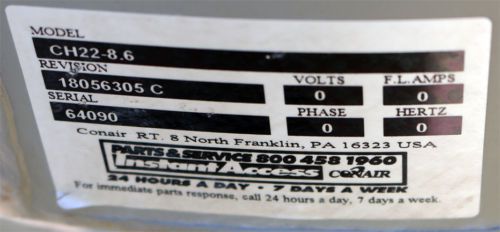 MODEL
CH22-8.6
REVISION
18056305 C
VOLTS
0
F.L.AMPS
0
SERIAL
64090
PHASE
0
HERTZ
0
Conair RT. 8 North Franklin, PA 16323 USA
PARTS & SERVICE 800 458 1960
Instant Access CONAIR
24 HOURS A DAY • 7 DAYS A WEEK
For immediate parts response, call 24 hours a day, 7 days a week.